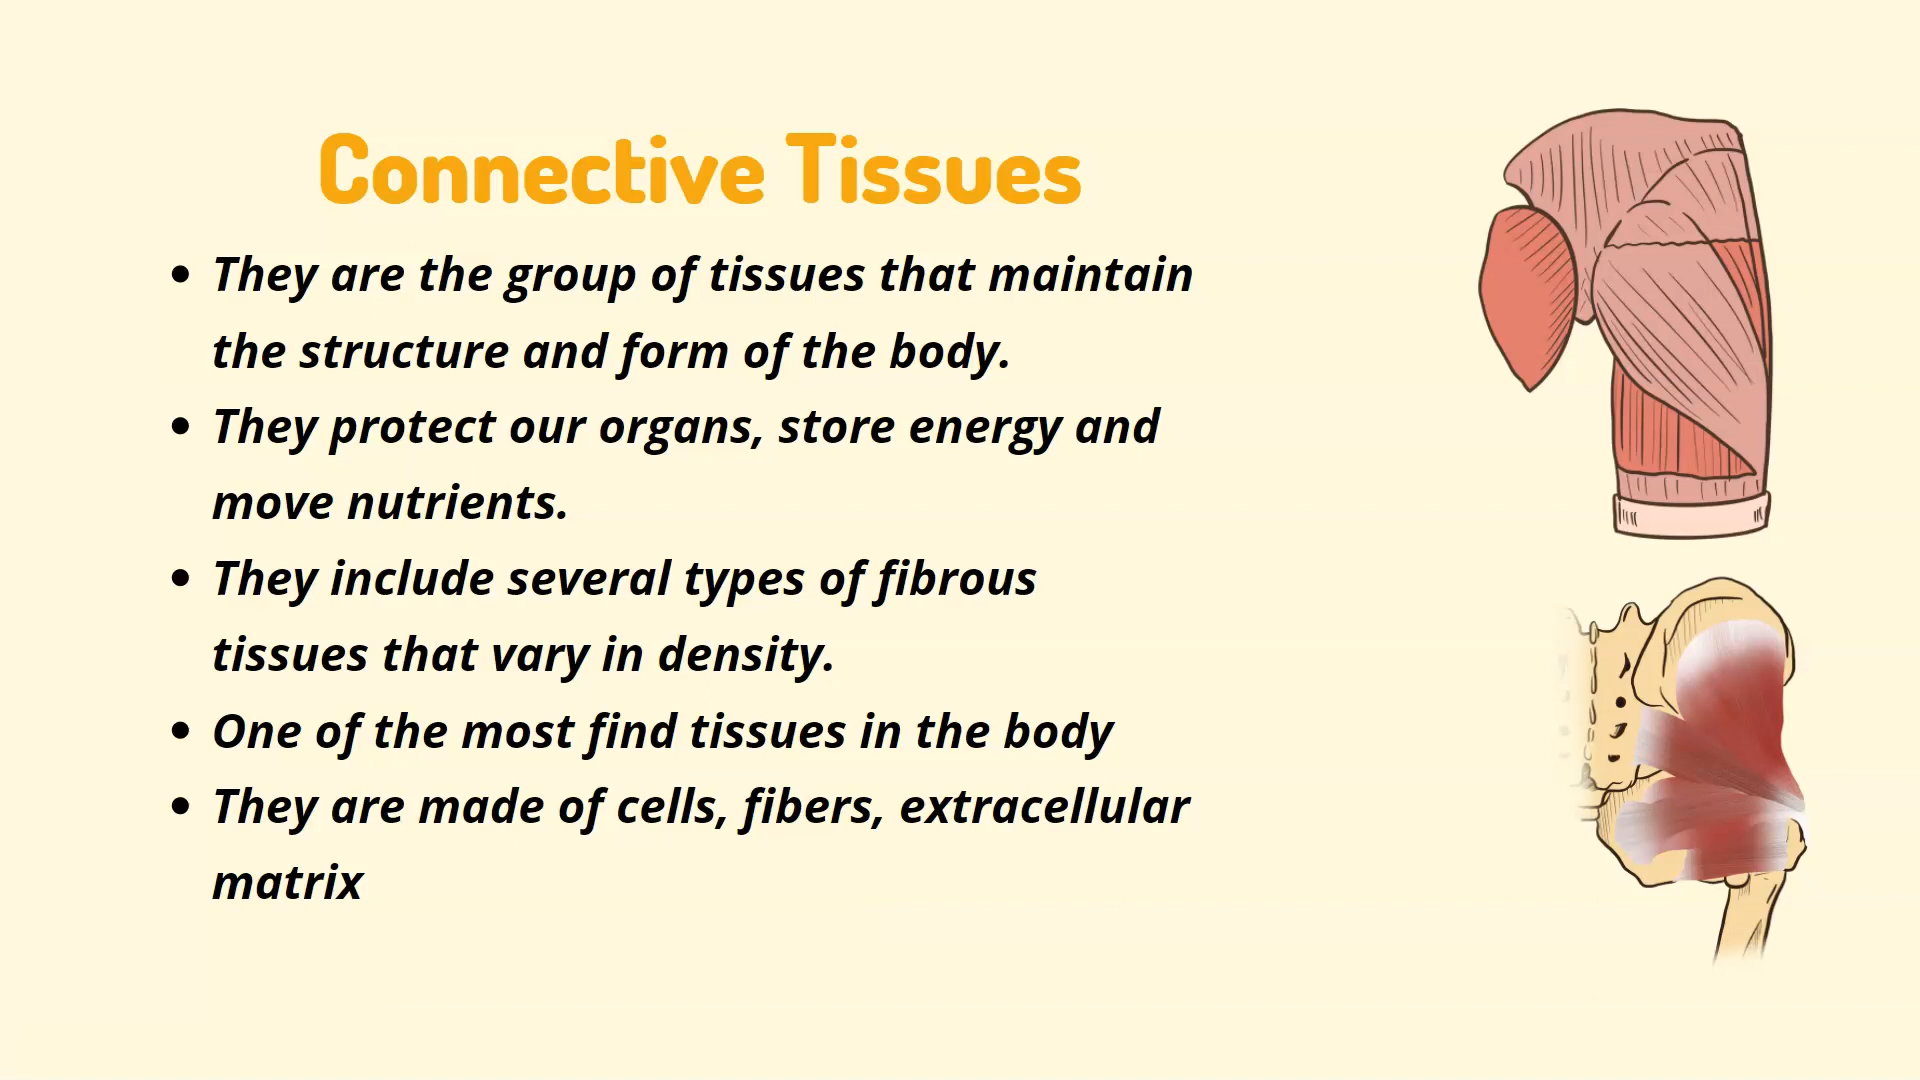 Connective Tissues
• They are the group of tissues that maintain
the structure and form of the body.
• They protect our organs, store energy and
move nutrients.
• They include several types of fibrous
tissues that vary in density.
• One of the most find tissues in the body
• They are made of cells, fibers, extracellular
matrix